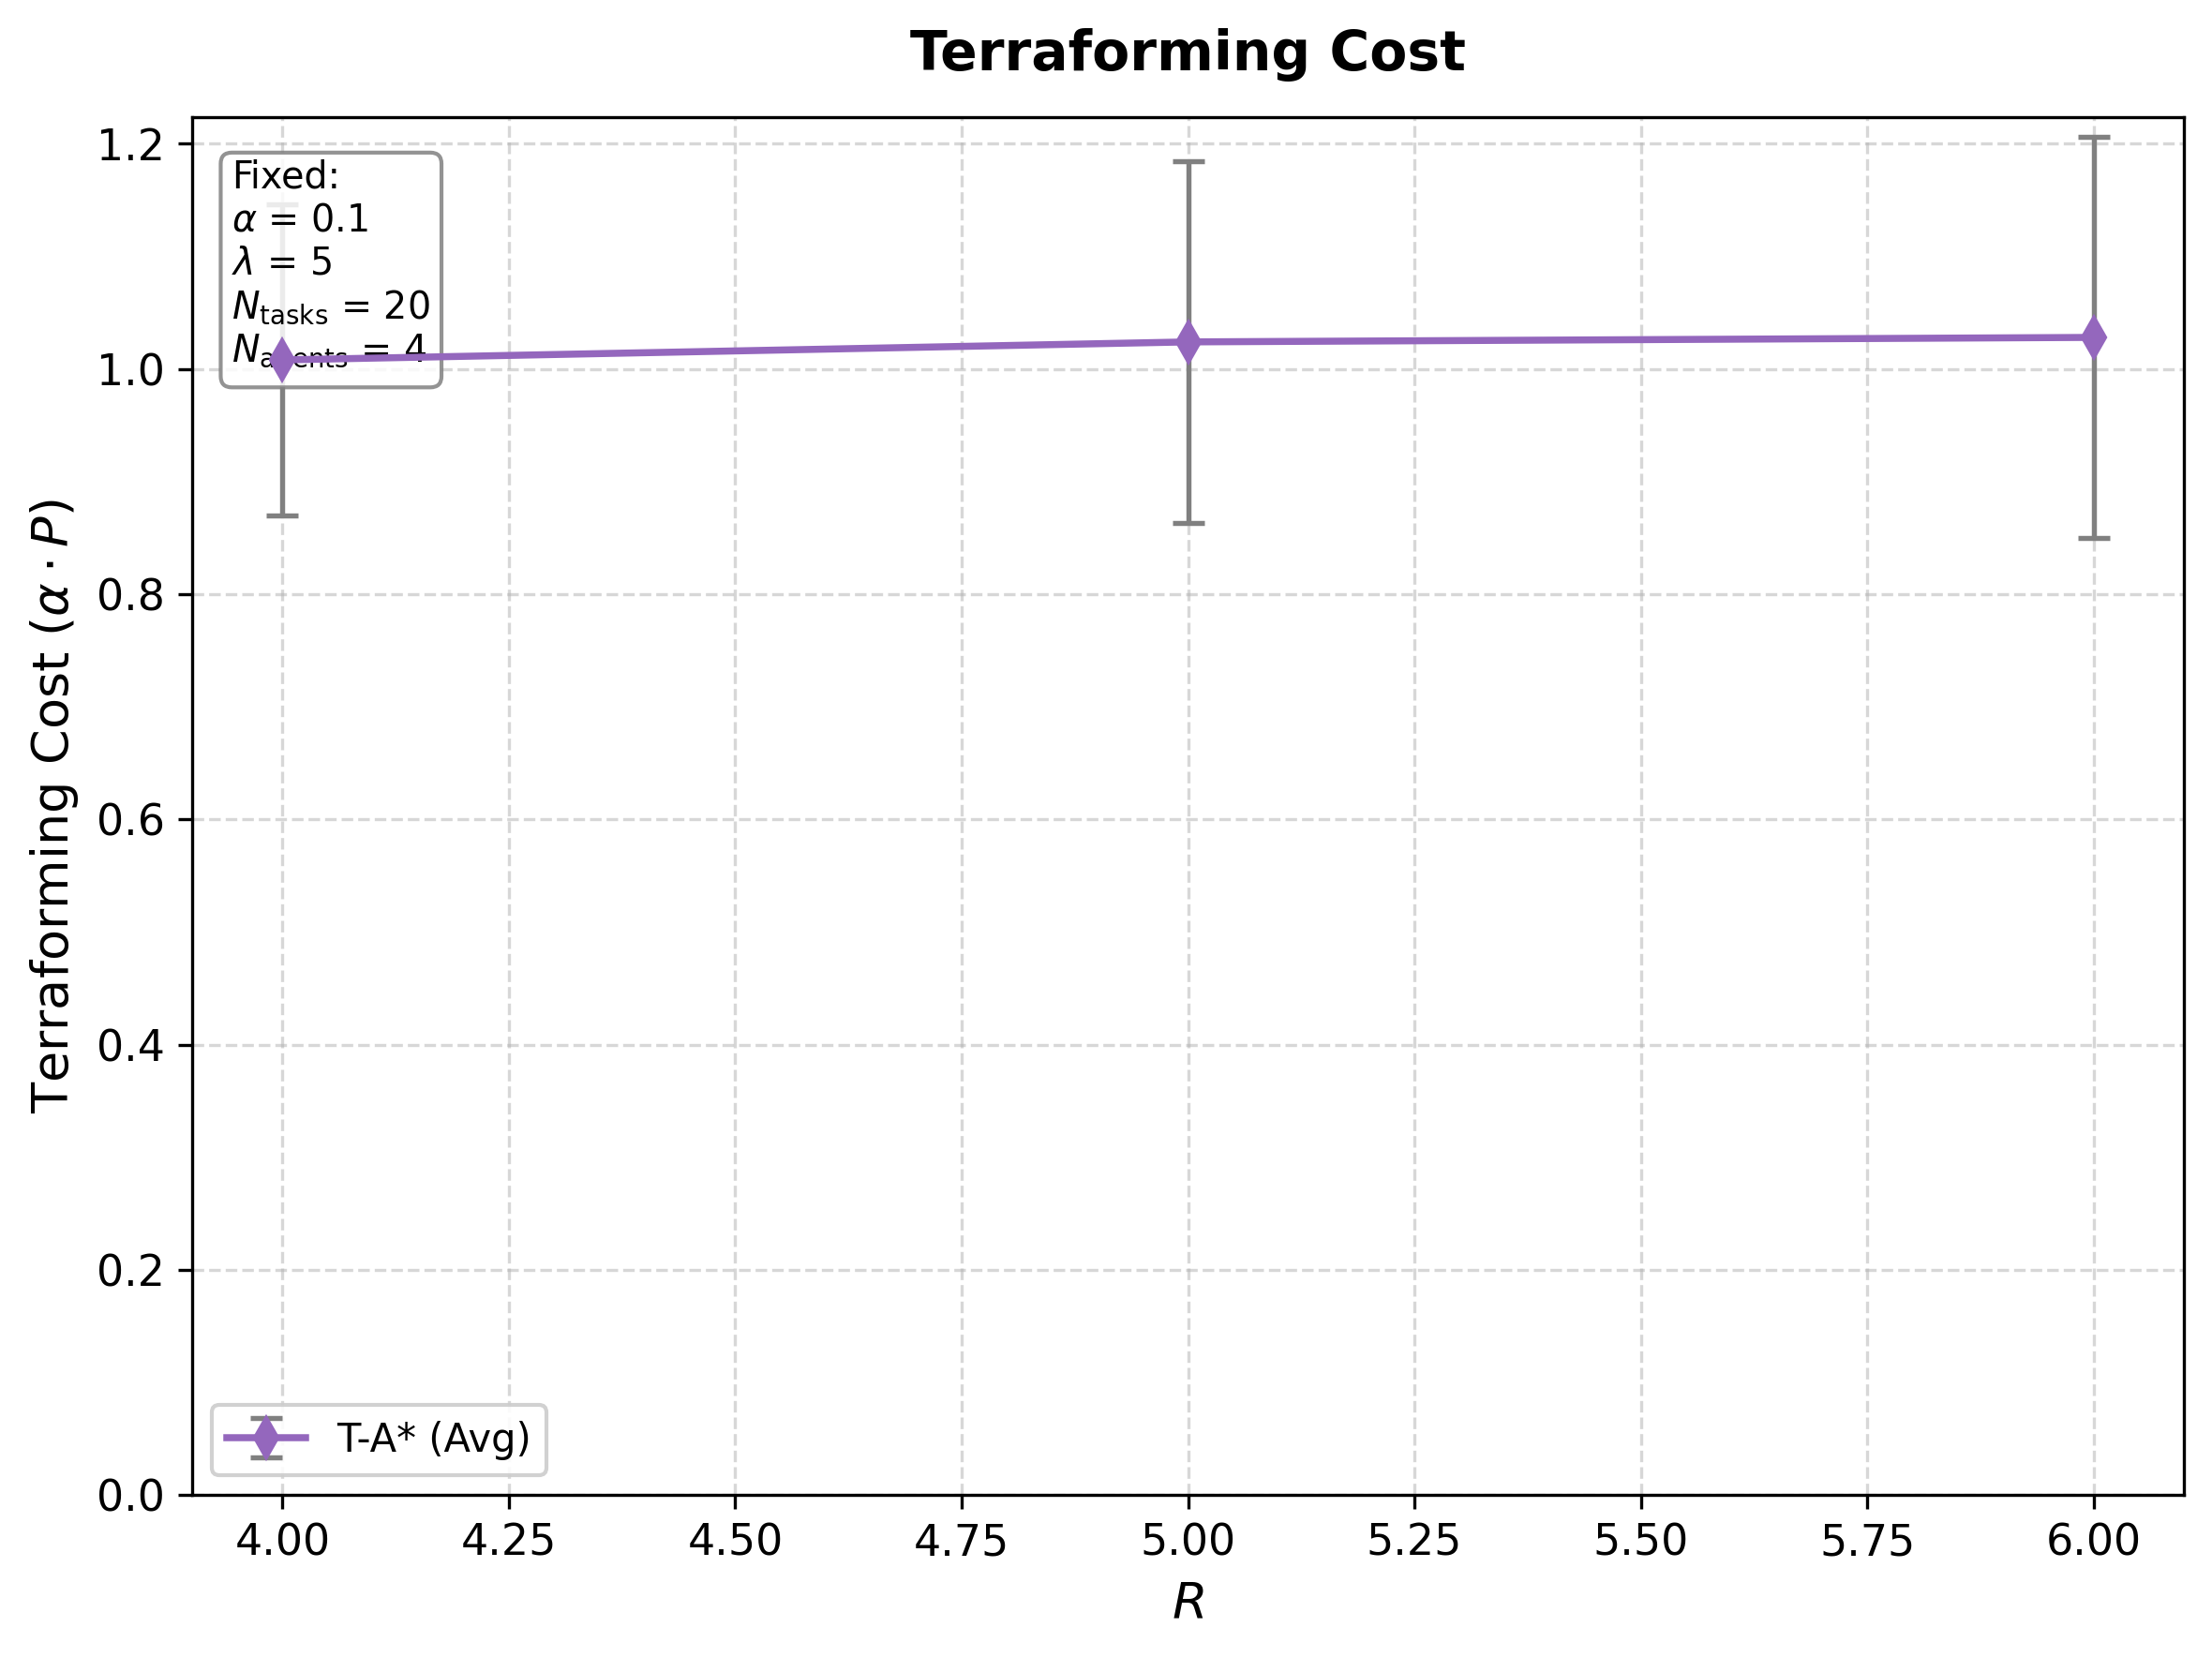 Terraforming Cost
Terraforming Cost (α · P)
1.2
1.0
0.8
0.6
0.4
0.2
0.0
Fixed:
α = 0.1
λ = 5
N_tasks = 20
N_agents = 4
T-A* (Avg)
4.00 4.25 4.50 4.75 5.00 5.25 5.50 5.75 6.00
R